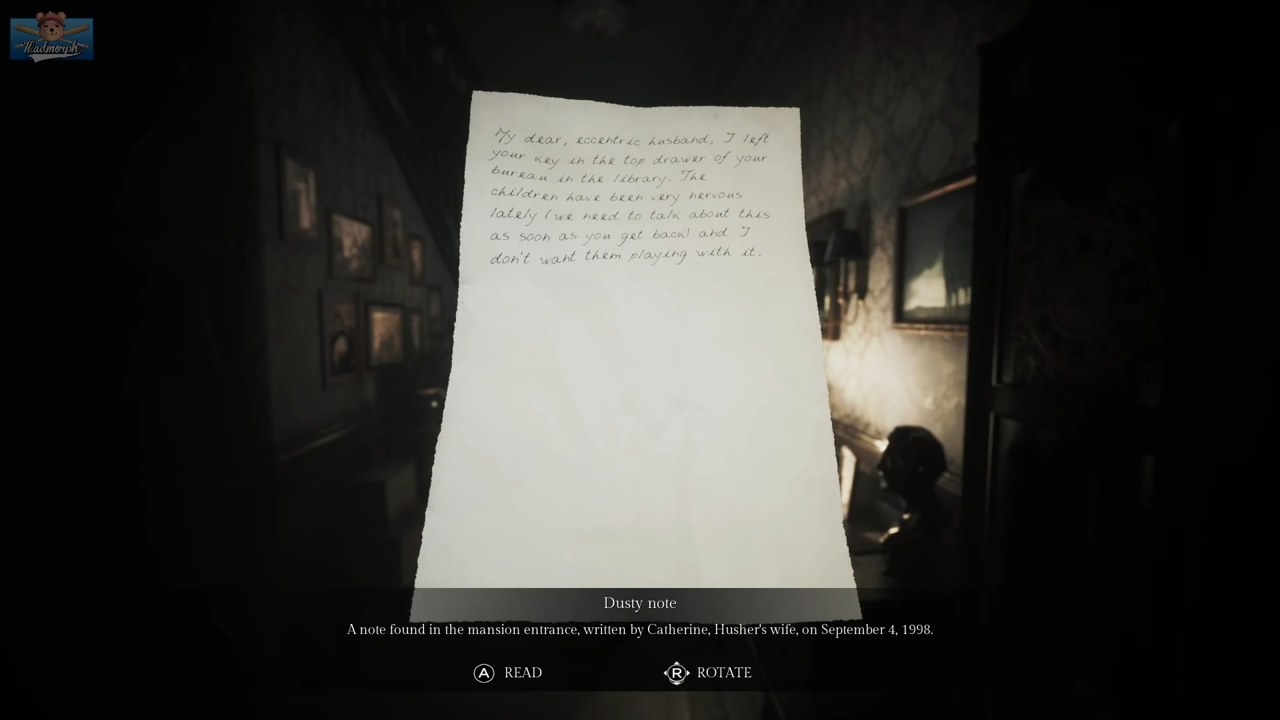 Madmorph
My dear, eccentric husband, I left
your key in the top drawer of your
bureau in the library. The
children have been very nervous
lately (we need to talk about this
as soon as you get back) and I
don't want them playing with it.
Dusty note
A note found in the mansion entrance, written by Catherine, Husher's wife, on September 4, 1998.
A READ
R ROTATE